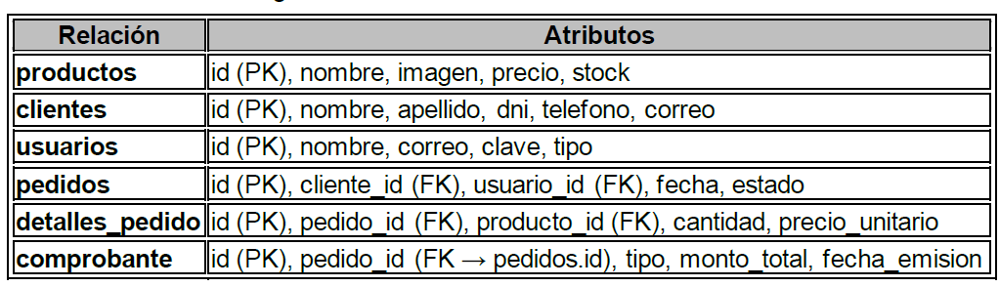 Relación Atributos
productos id (PK), nombre, imagen, precio, stock
clientes id (PK), nombre, apellido, dni, telefono, correo
usuarios id (PK), nombre, correo, clave, tipo
pedidos id (PK), cliente_id (FK), usuario_id (FK), fecha, estado
detalles_pedido id (PK), pedido_id (FK), producto_id (FK), cantidad, precio_unitario
comprobante id (PK), pedido_id (FK → pedidos.id), tipo, monto_total, fecha_emision